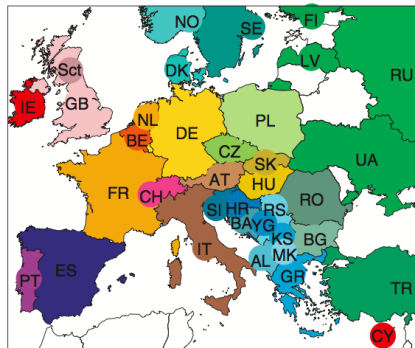 NO
FI
SE
Sct
DK
LV
RU
IE
GB
NL
DE
PL
BE
CZ
UA
SK
FR
AT
HU
CH
RO
SI
HR
RS
BA
YG
IT
KS
BG
AL
MK
PT
ES
GR
TR
CY